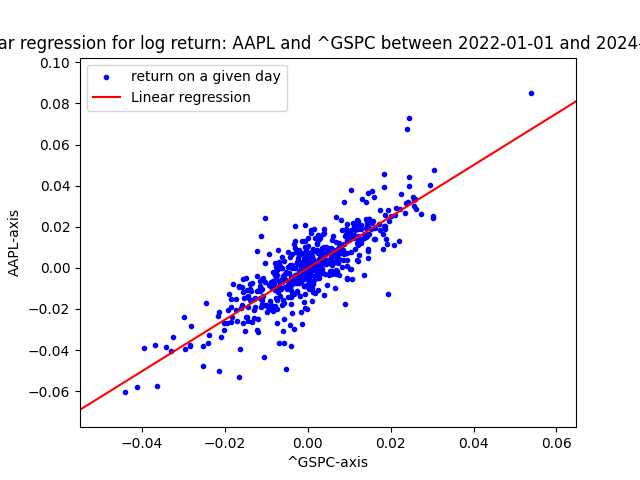 ar regression for log return: AAPL and ^GSPC between 2022-01-01 and 2024-
return on a given day
Linear regression
0.10
0.08
0.06
0.04
0.02
0.00
−0.02
−0.04
−0.06
AAPL-axis
−0.04 −0.02 0.00 0.02 0.04 0.06
^GSPC-axis